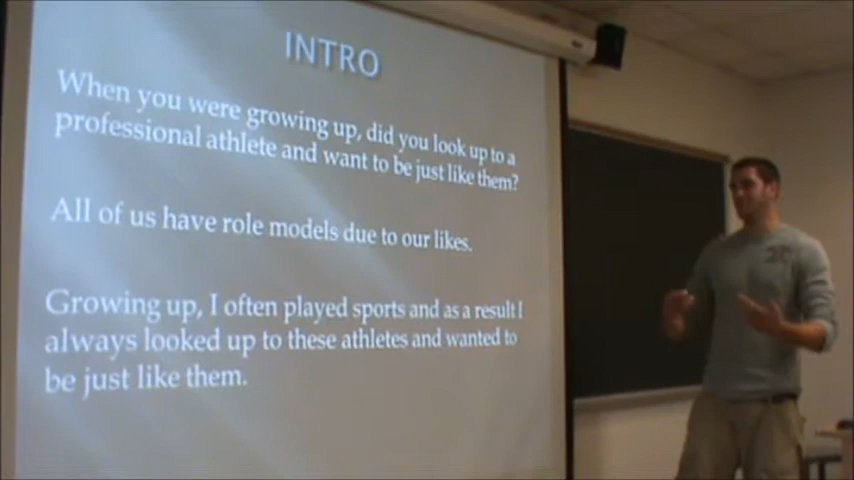 INTRO
When you were growing up, did you look up to a
professional athlete and want to be just like them?
All of us have role models due to our likes.
Growing up, I often played sports and as a result I
always looked up to these athletes and wanted to
be just like them.